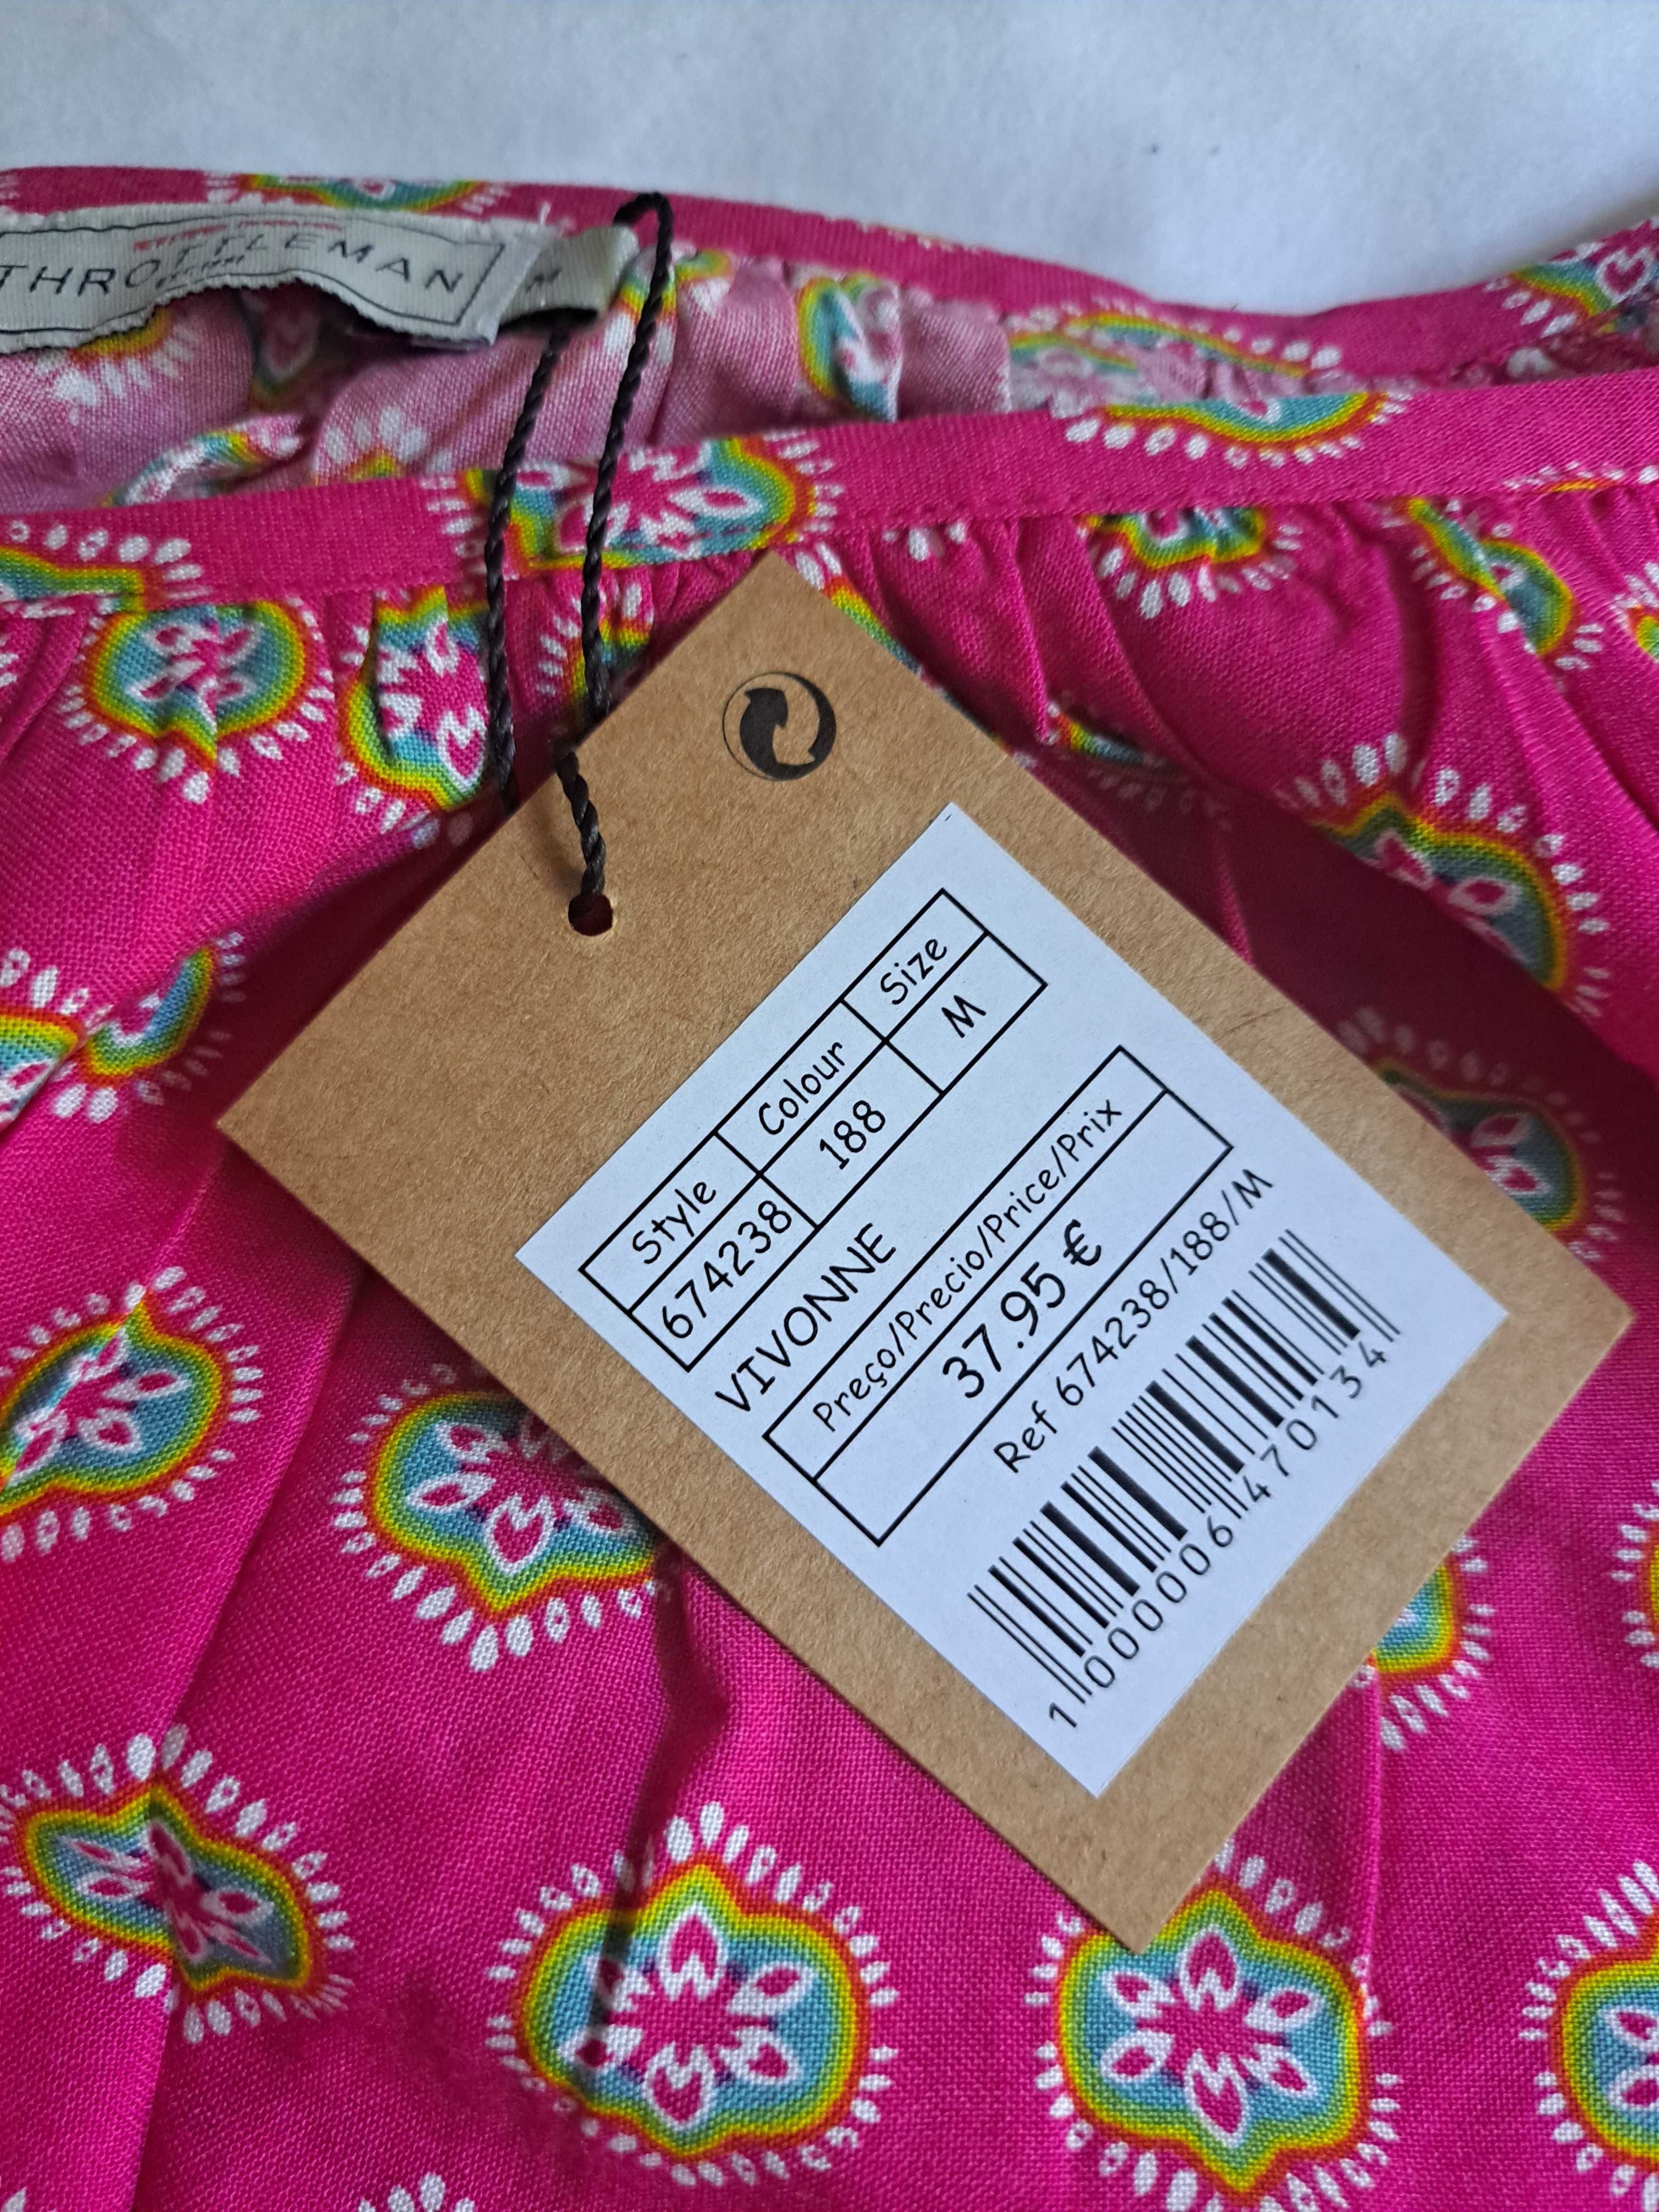 THROTTLEMAN
M
Style Colour Size
674238 188 M
VIVONNE
Preço/Precio/Price/Prix
37.95 €
Ref 674238/188/M
1000006470134